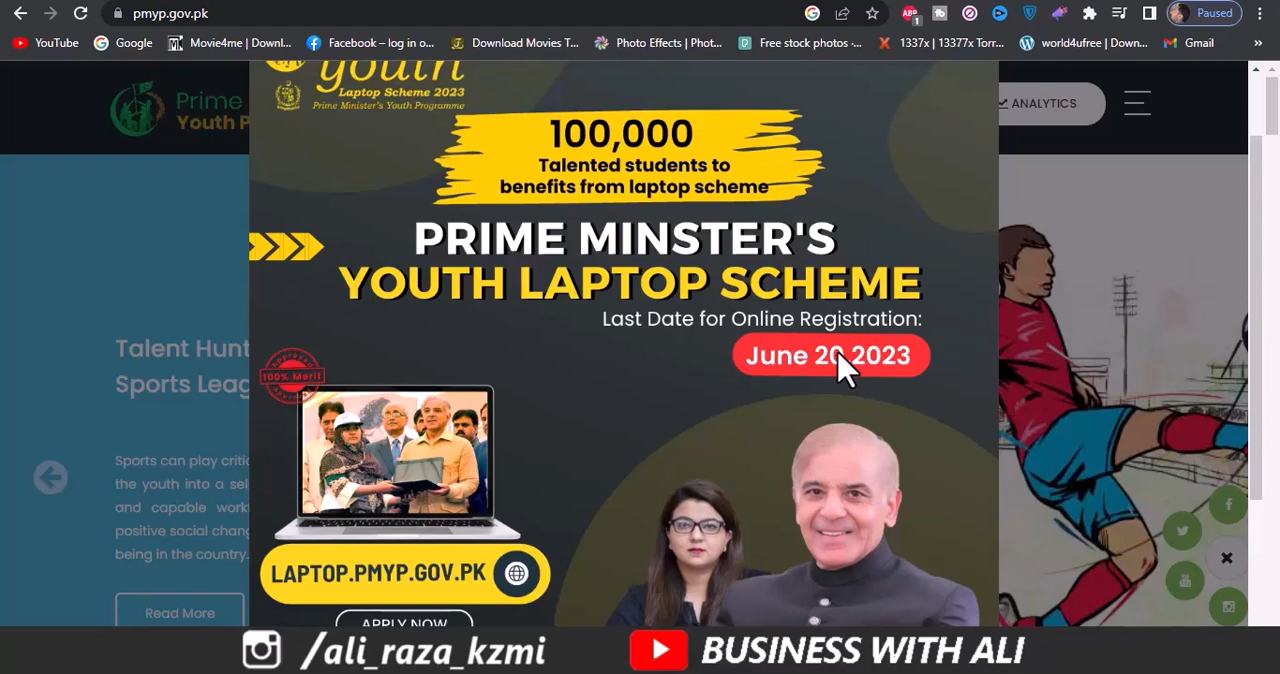 pmyp.gov.pk
Paused
YouTube
Google
Movie4me | Downl...
Facebook – log in o...
Download Movies T...
Photo Effects | Phot...
Free stock photos -...
1337x | 13377x Torr...
world4ufree | Down...
Gmail
Prime
Youth P
youth
Laptop Scheme 2023
Prime Minister's Youth Programme
ANALYTICS
100,000
Talented students to
benefits from laptop scheme
PRIME MINSTER'S
YOUTH LAPTOP SCHEME
Last Date for Online Registration:
June 20 2023
Talent Hunt
Sports Leag
Approved
100% Merit
Sports can play critic
the youth into a sel
and capable work
positive social chang
being in the country.
Read More
LAPTOP.PMYP.GOV.PK
APPLY NOW
/ali_raza_kzmi
BUSINESS WITH ALI